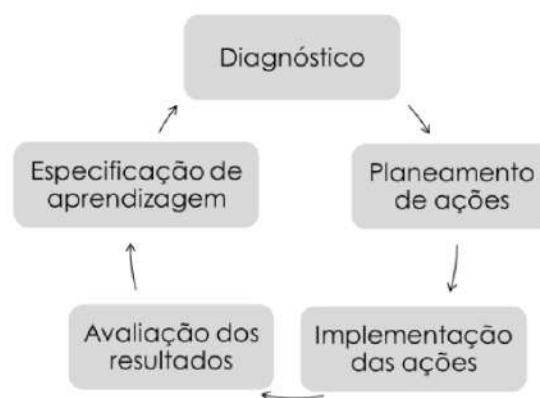 Diagnóstico
Planeamento
de ações
Implementação
das ações
Avaliação dos
resultados
Especificação de
aprendizagem